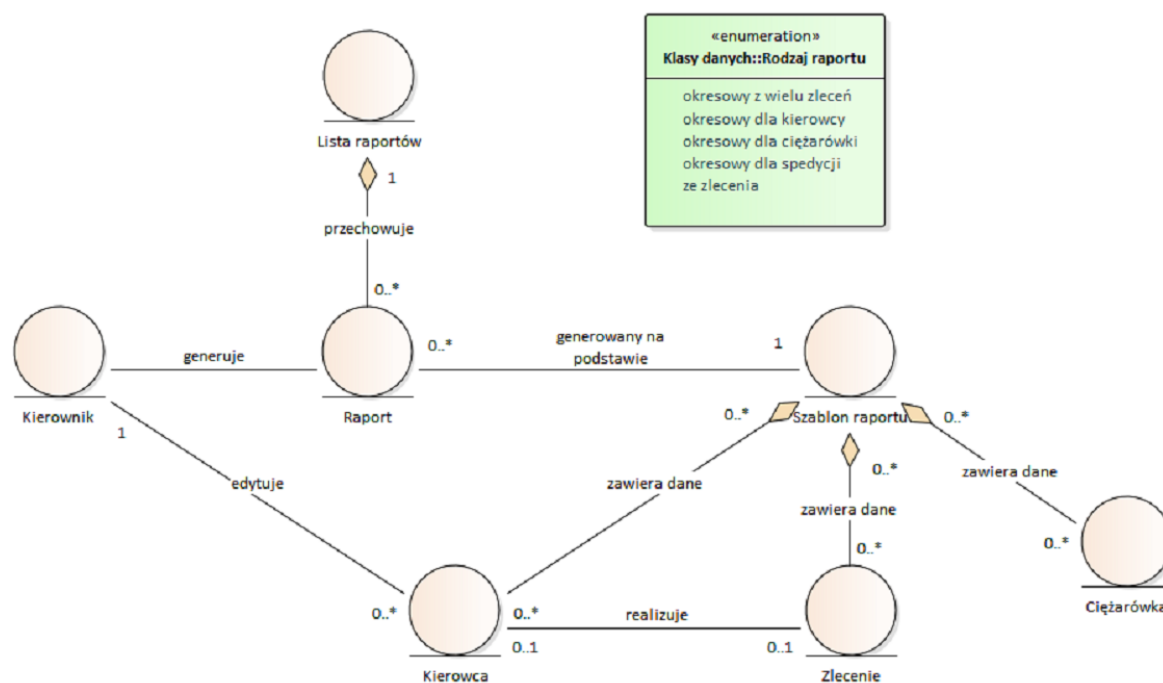 «enumeration»
Klasy danych::Rodzaj raportu
okresowy z wielu zleceń
okresowy dla kierowcy
okresowy dla ciężarówki
okresowy dla spedycji
ze zlecenia
Lista raportów
1
przechowuje
0..*
generuje
0..*
generowany na
podstawie
1
Kierownik
Raport
Szablon raportu
1
0..*
0..*
0..*
edytuje
zawiera dane
zawiera dane
zawiera dane
0..*
0..*
0..*
0..*
realizuje
0..1
0..1
Ciężarówka
Kierowca
Zlecenie